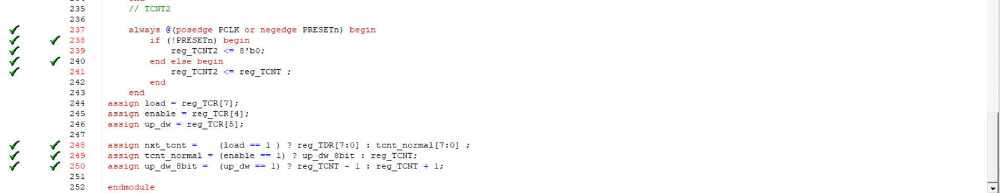 end
235 // TCNT2
236
237 always @(posedge PCLK or negedge PRESETn) begin
238 if (!PRESETn) begin
239 reg_TCNT2 <= 8'b0;
240 end else begin
241 reg_TCNT2 <= reg_TCNT ;
242 end
243 end
244 assign load = reg_TCR[7];
245 assign enable = reg_TCR[4];
246 assign up_dw = reg_TCR[5];
247
248 assign nxt_tcnt =    (load == 1 ) ? reg_TDR[7:0] : tcnt_normal[7:0] ;
249 assign tcnt_normal = (enable == 1) ? up_dw_8bit : reg_TCNT;
250 assign up_dw_8bit =  (up_dw == 1) ? reg_TCNT - 1 : reg_TCNT + 1;
251
252 endmodule